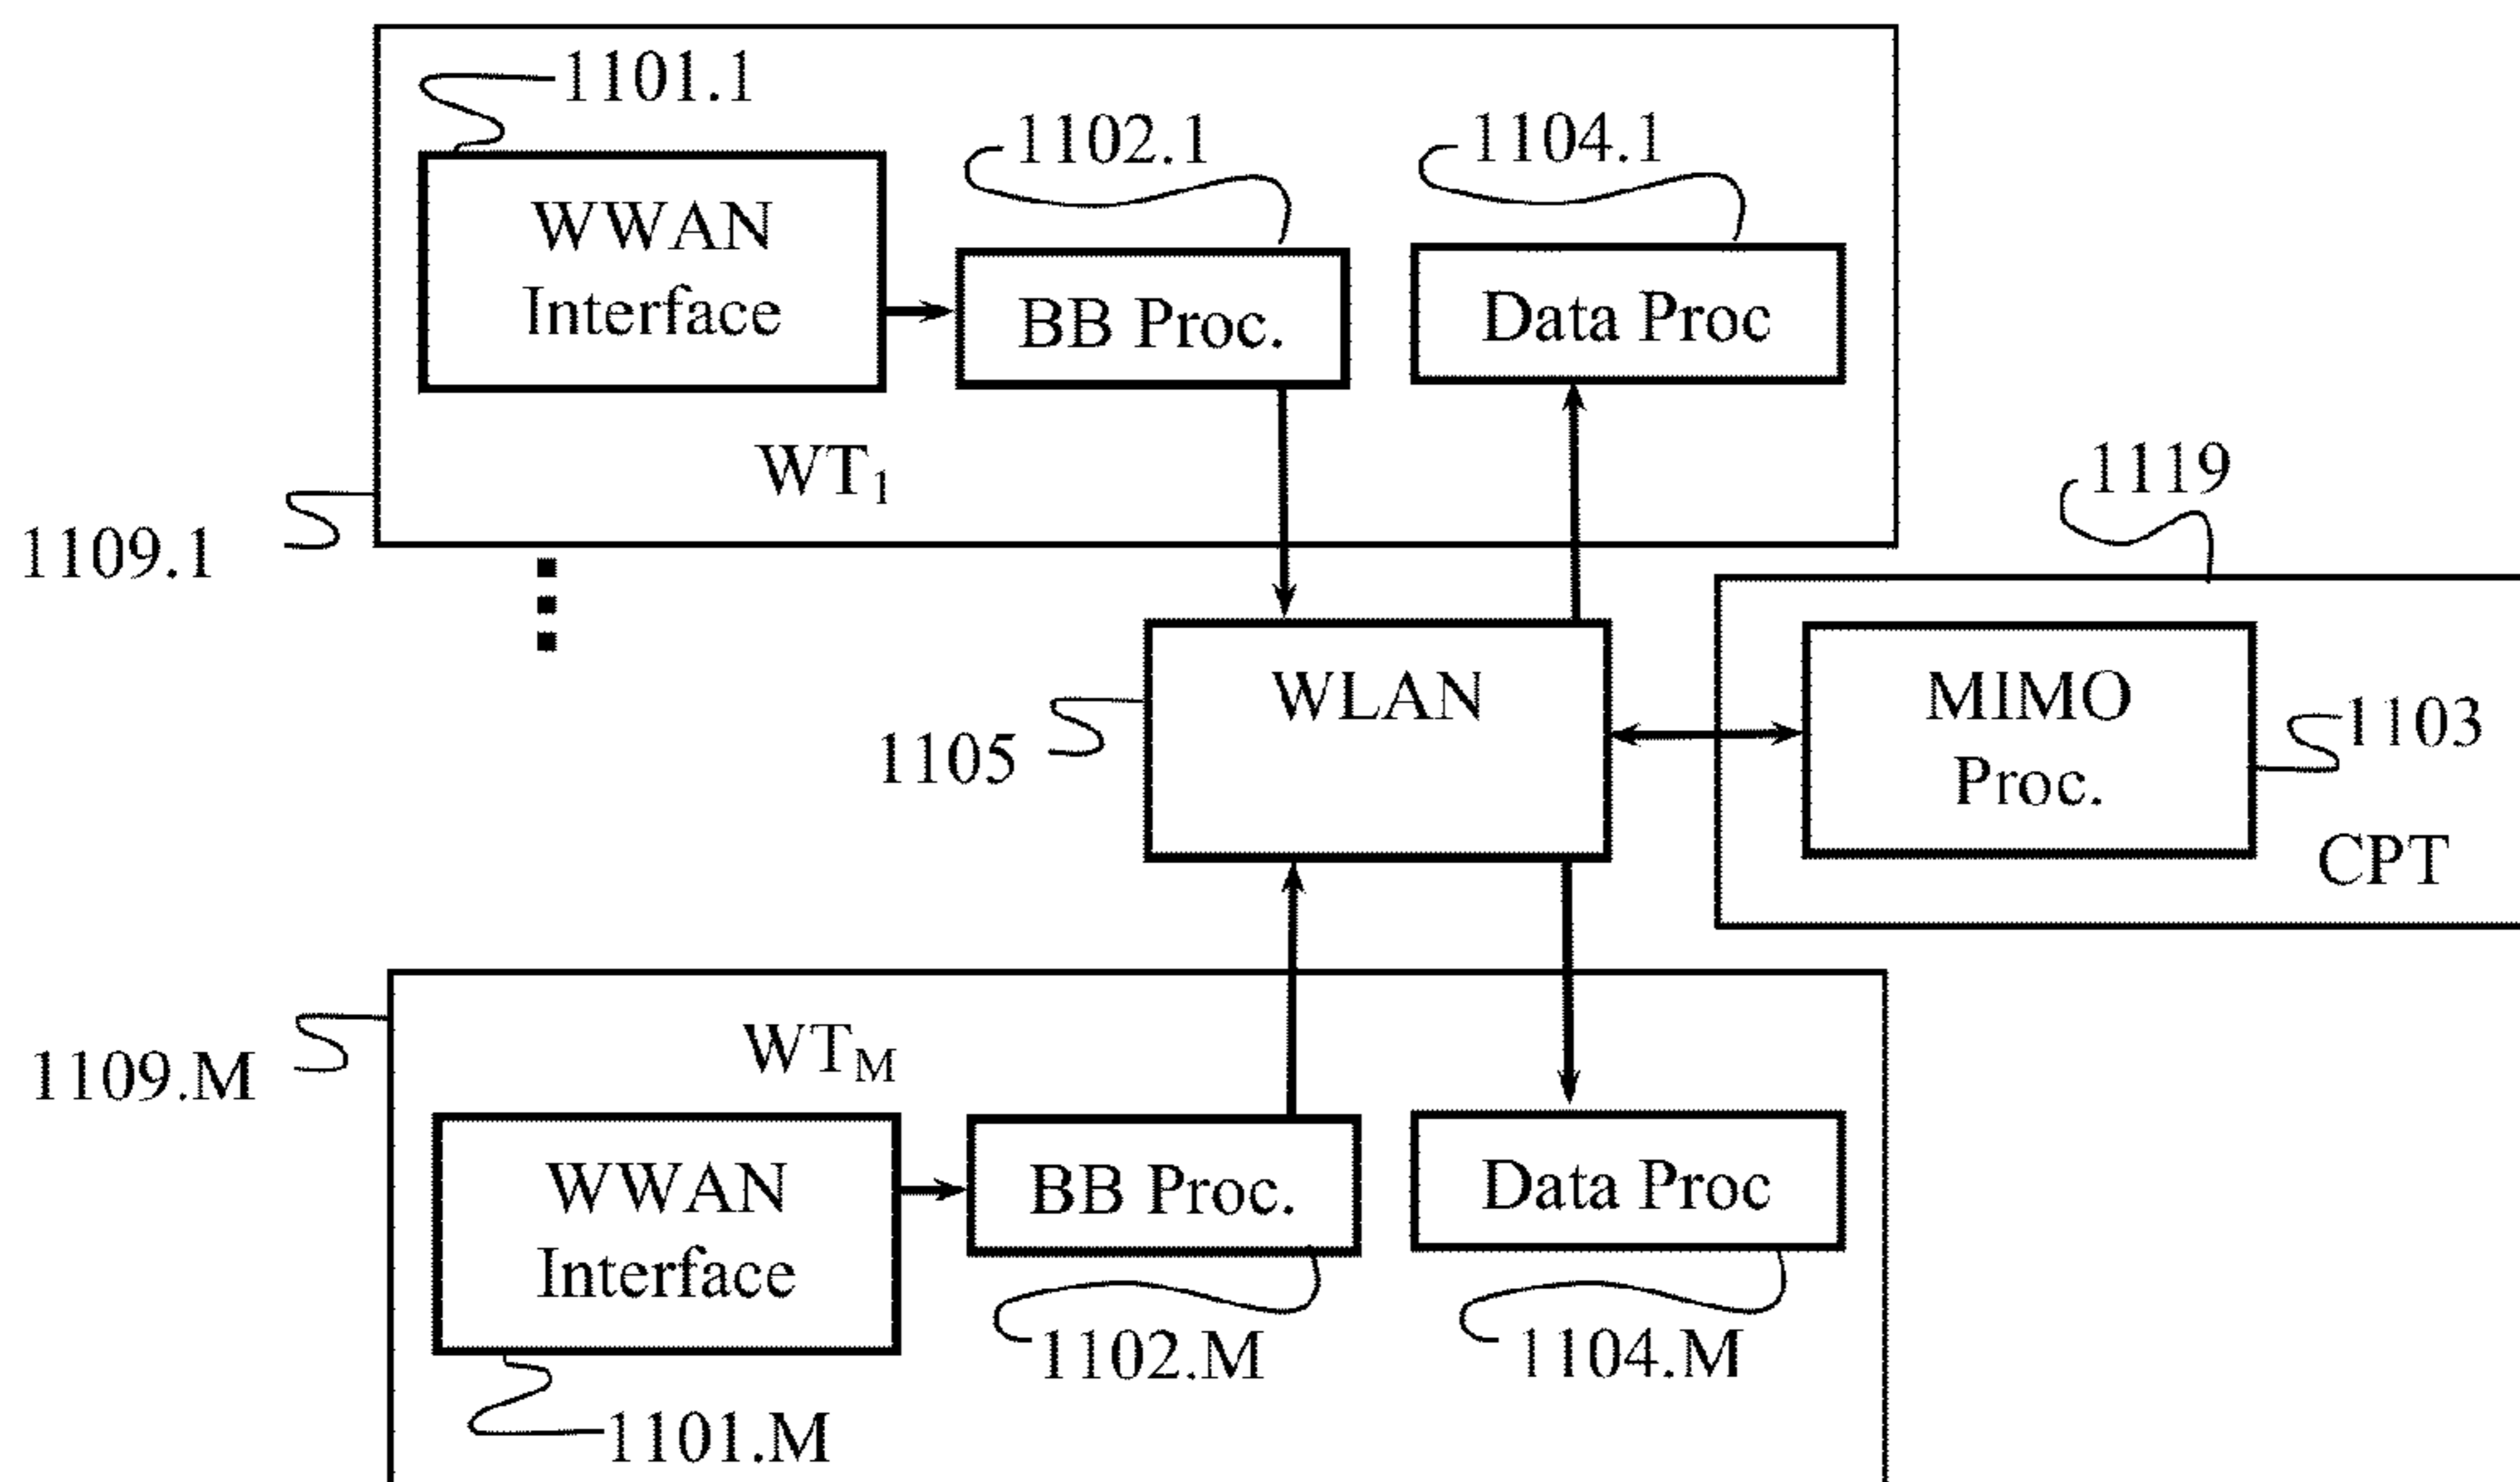 1101.1
1102.1
1104.1
WWAN
Interface
BB Proc.
Data Proc
WT1
1109.1
1119
WLAN
MIMO
Proc.
1103
1105
CPT
WTM
1109.M
WWAN
Interface
BB Proc.
Data Proc
1102.M
1104.M
1101.M